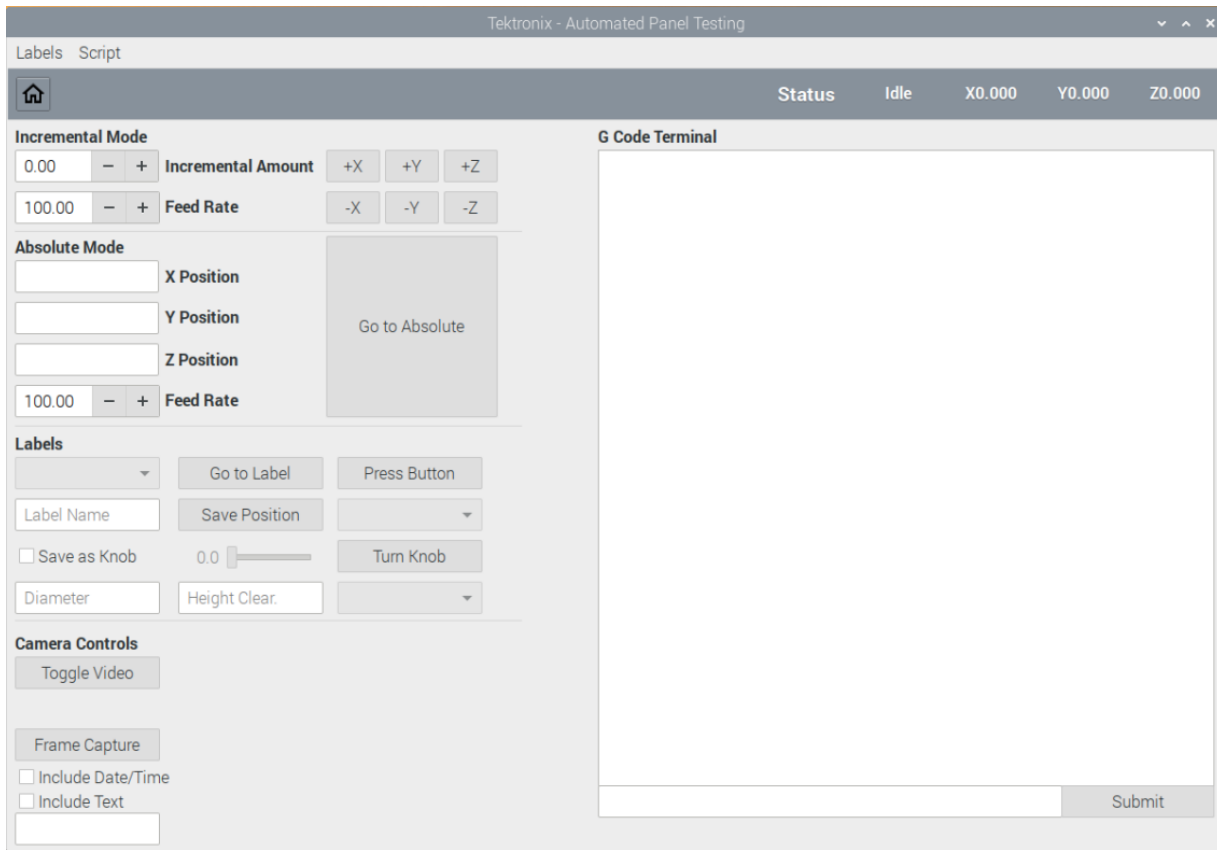 Tektronix - Automated Panel Testing
Labels Script
Status Idle X0.000 Y0.000 Z0.000
Incremental Mode
0.00 − + Incremental Amount +X +Y +Z
100.00 − + Feed Rate -X -Y -Z
Absolute Mode
X Position
Y Position
Z Position
100.00 − + Feed Rate
Go to Absolute
Labels
Go to Label Press Button
Label Name Save Position
Save as Knob 0.0 Turn Knob
Diameter Height Clear.
Camera Controls
Toggle Video
Frame Capture
Include Date/Time
Include Text
G Code Terminal
Submit